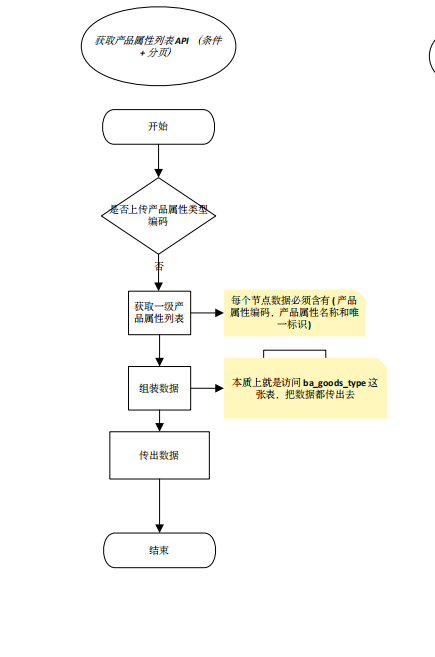 获取产品属性列表API （条件
+ 分页）
开始
是否上传产品属性类型
编码
否
获取一级产
品属性列表
每个节点数据必须含有 ( 产品
属性编码，产品属性名称和唯
一标识 )
组装数据
本质上就是访问 ba_goods_type 这
张表，把数据都传出去
传出数据
结束